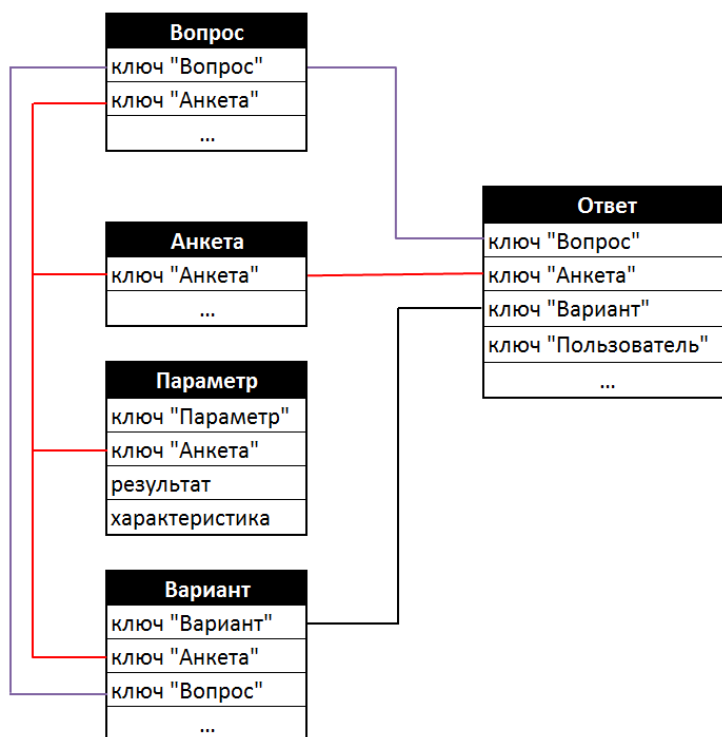 Вопрос
ключ "Вопрос"
ключ "Анкета"
...
Анкета
ключ "Анкета"
...
Параметр
ключ "Параметр"
ключ "Анкета"
результат
характеристика
Вариант
ключ "Вариант"
ключ "Анкета"
ключ "Вопрос"
...
Ответ
ключ "Вопрос"
ключ "Анкета"
ключ "Вариант"
ключ "Пользователь"
...